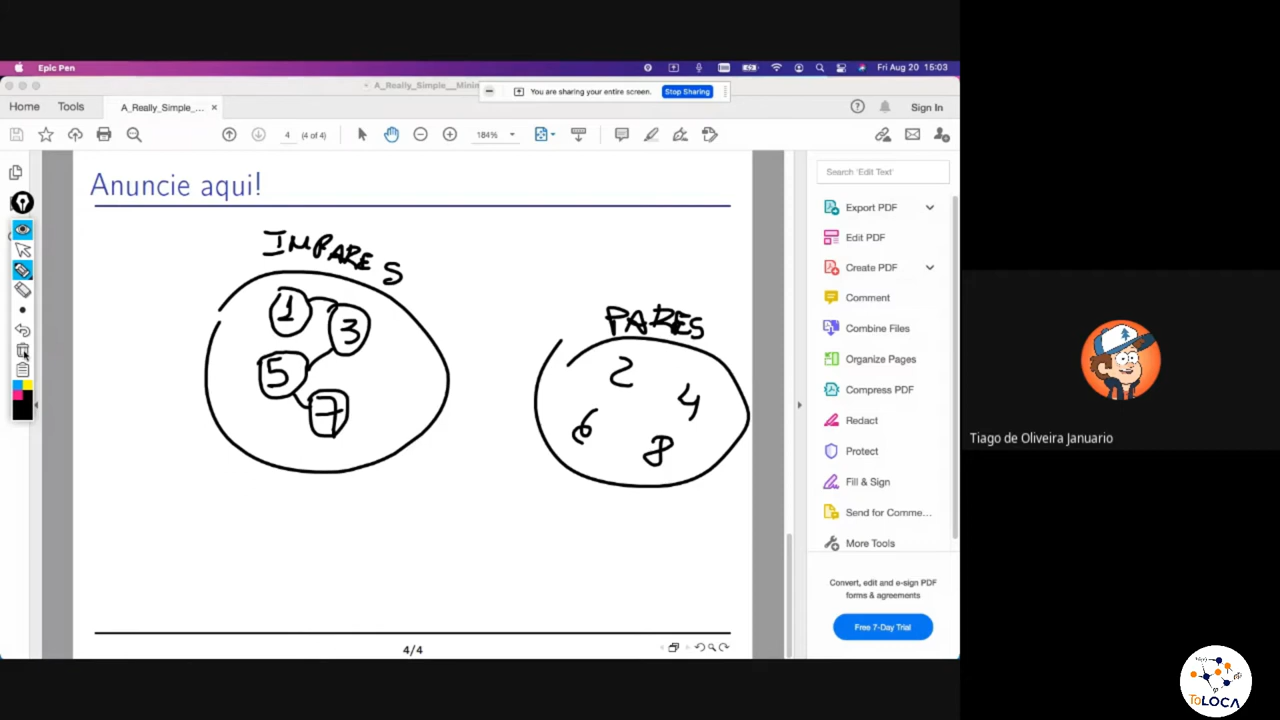 Epic Pen
Fri Aug 20 15:03
A_Really_Simple__Minin
You are sharing your entire screen.
Stop Sharing
Home
Tools
A_Really_Simple_...
Sign In
4
(4 of 4)
184%
Anuncie aqui!
IMPARES
1
3
5
7
PARES
2
4
6
8
4/4
Search 'Edit Text'
Export PDF
Edit PDF
Create PDF
Comment
Combine Files
Organize Pages
Compress PDF
Redact
Protect
Fill & Sign
Send for Comme...
More Tools
Convert, edit and e-sign PDF
forms & agreements
Free 7-Day Trial
Tiago de Oliveira Januario
ToLOCA